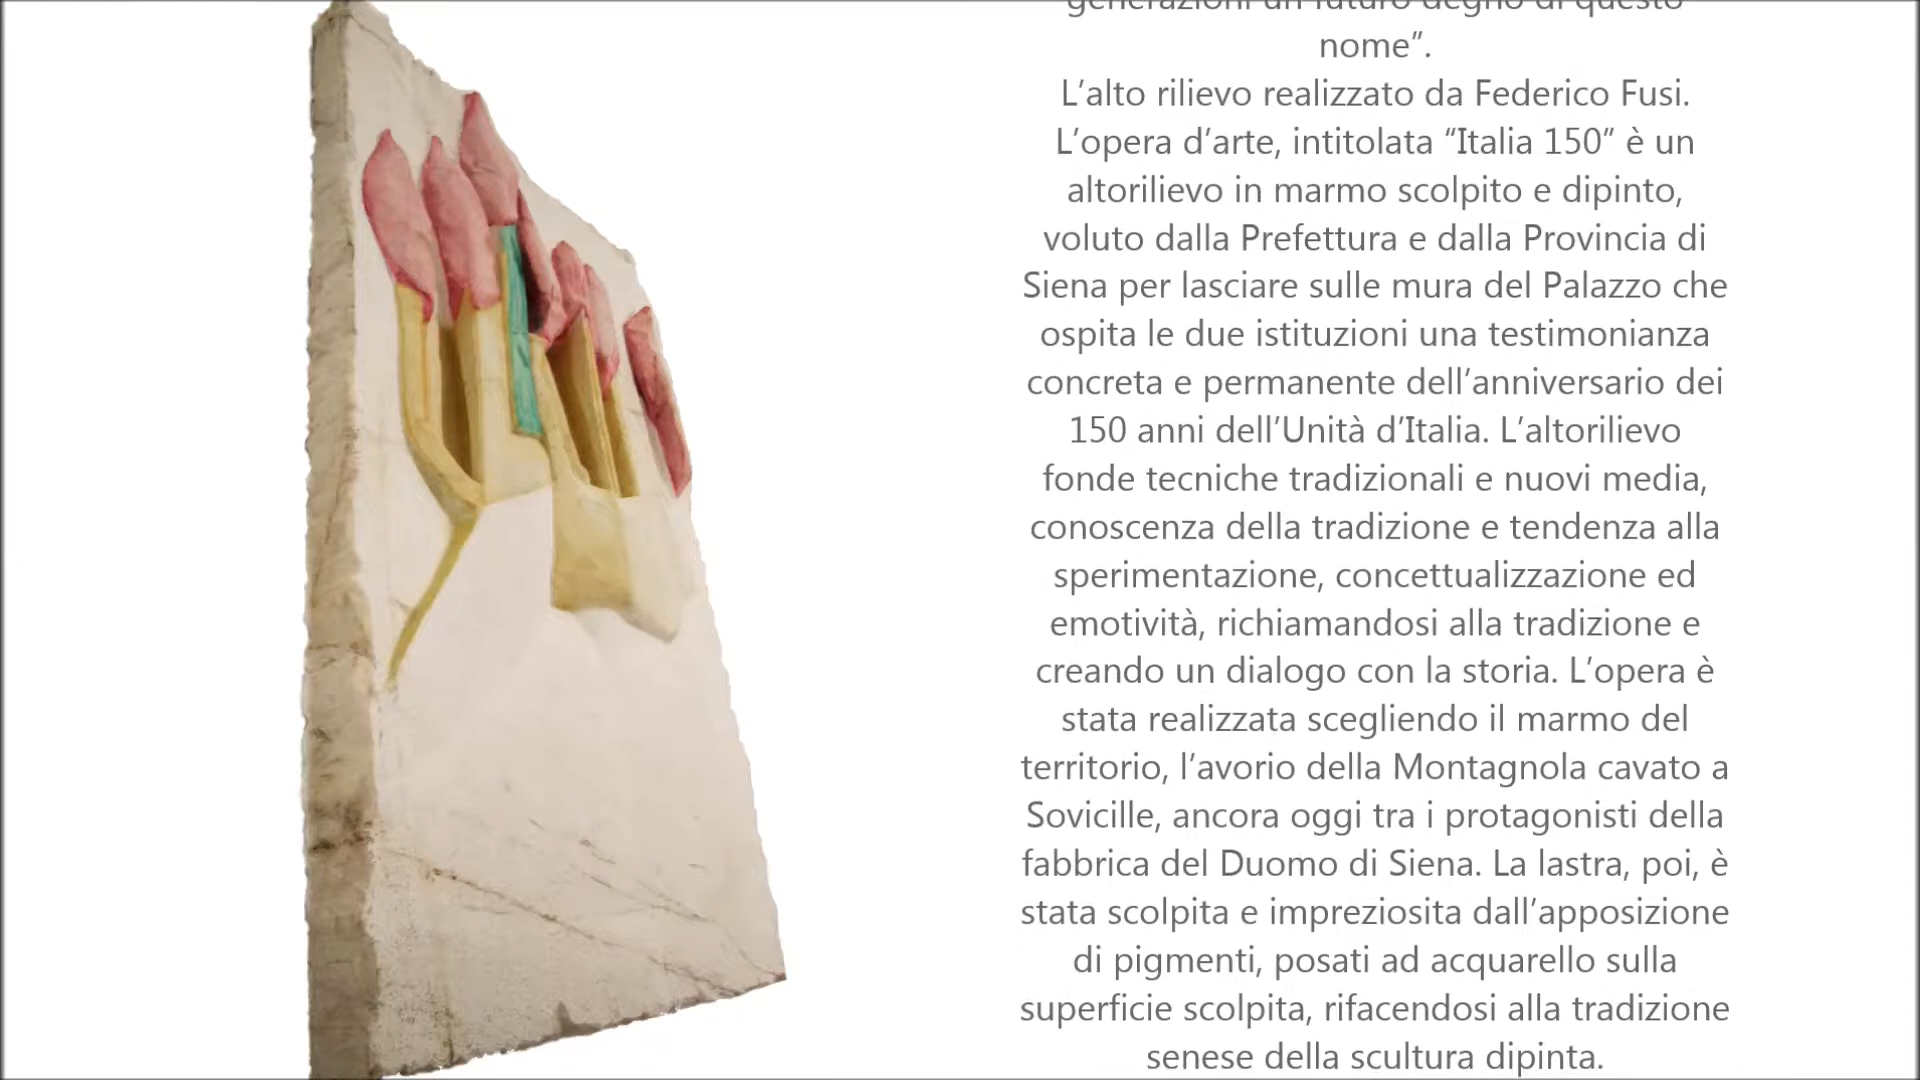 generazioni un futuro degno di questo
nome”.
L’alto rilievo realizzato da Federico Fusi.
L’opera d’arte, intitolata “Italia 150” è un
altorilievo in marmo scolpito e dipinto,
voluto dalla Prefettura e dalla Provincia di
Siena per lasciare sulle mura del Palazzo che
ospita le due istituzioni una testimonianza
concreta e permanente dell’anniversario dei
150 anni dell’Unità d’Italia. L’altorilievo
fonde tecniche tradizionali e nuovi media,
conoscenza della tradizione e tendenza alla
sperimentazione, concettualizzazione ed
emotività, richiamandosi alla tradizione e
creando un dialogo con la storia. L’opera è
stata realizzata scegliendo il marmo del
territorio, l’avorio della Montagnola cavato a
Sovicille, ancora oggi tra i protagonisti della
fabbrica del Duomo di Siena. La lastra, poi, è
stata scolpita e impreziosita dall’apposizione
di pigmenti, posati ad acquarello sulla
superficie scolpita, rifacendosi alla tradizione
senese della scultura dipinta.